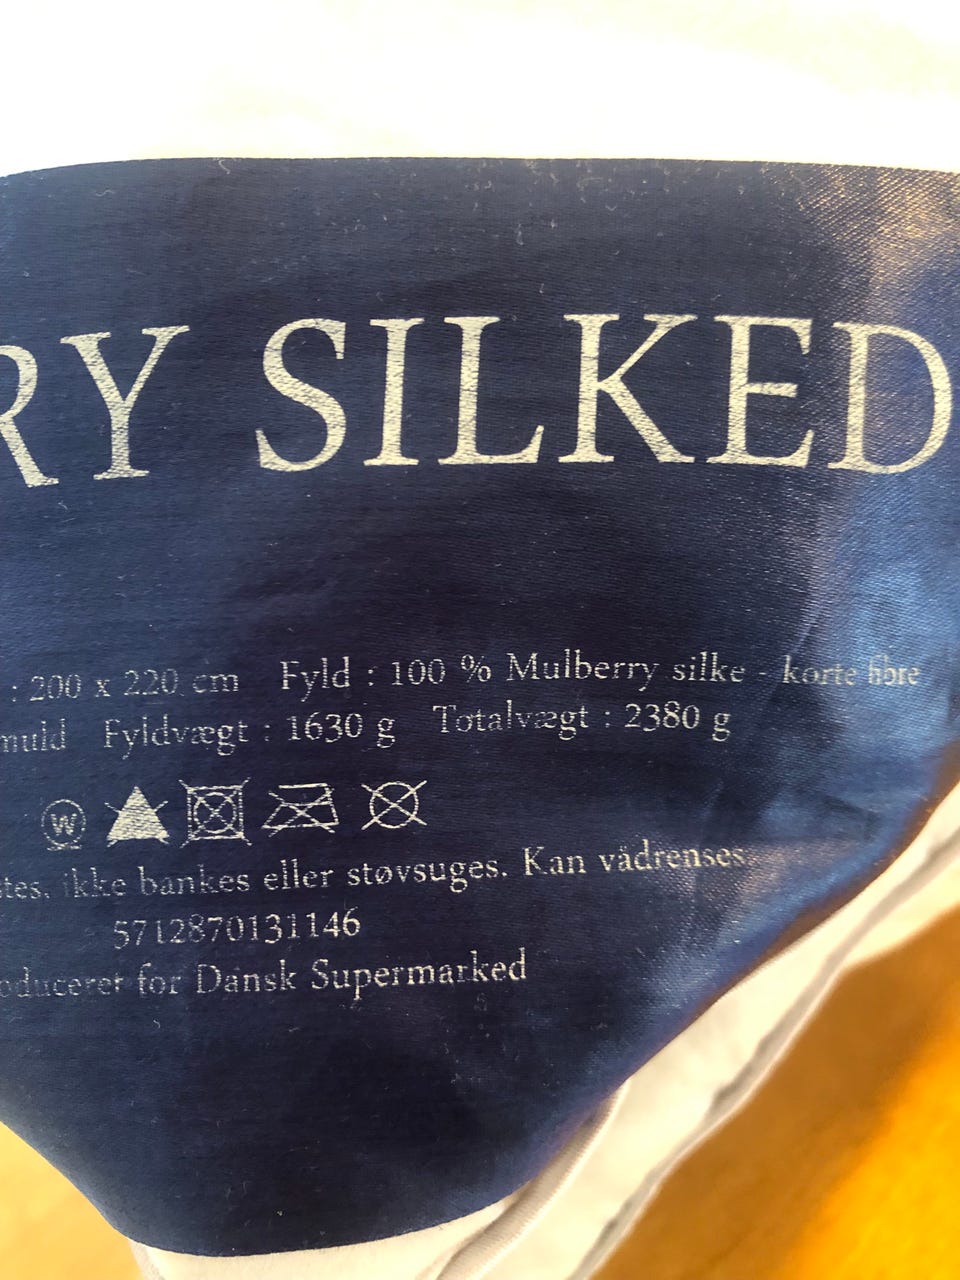 RY SILKED
: 200 x 220 cm Fyld : 100 % Mulberry silke - korte fibre
muld Fyldvægt : 1630 g Totalvægt : 2380 g
W
tes, ikke bankes eller støvsuges. Kan vådrenses
5712870131146
oduceret for Dansk Supermarked